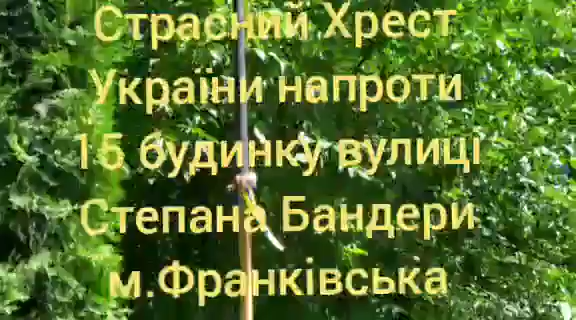 Страсний Хрест
України напроти
15 будинку вулиці
Степана Бандери
м.Франківська